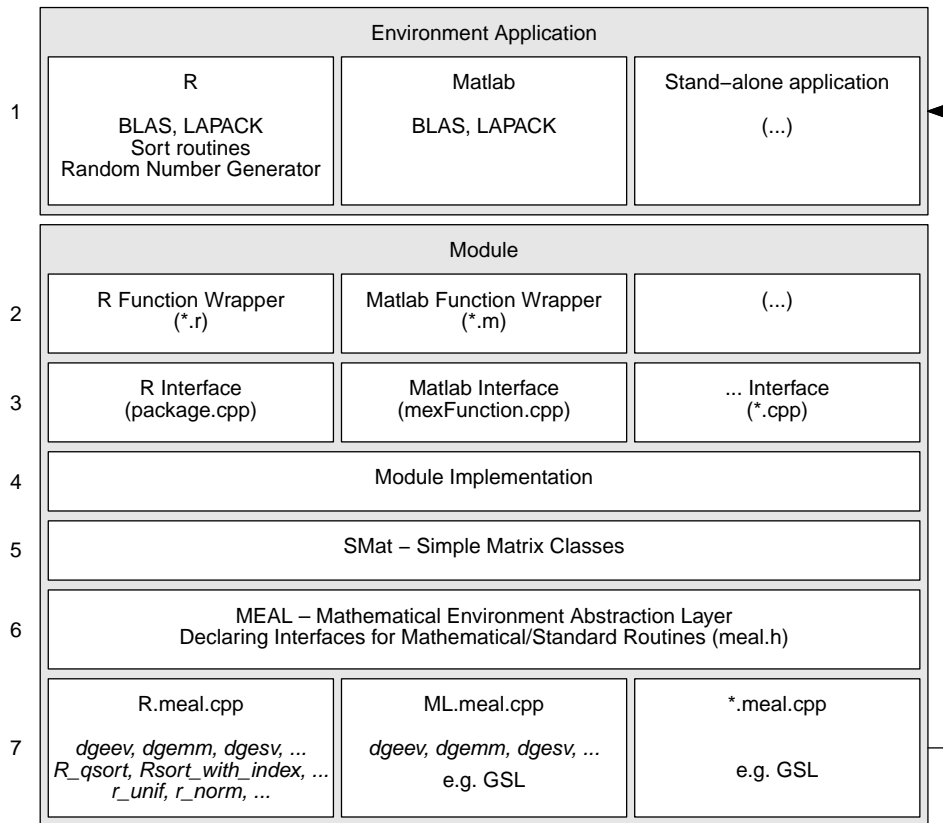 Environment Application
1
R
BLAS, LAPACK
Sort routines
Random Number Generator
Matlab
BLAS, LAPACK
Stand−alone application
(...)
Module
2
R Function Wrapper
(*.r)
Matlab Function Wrapper
(*.m)
(...)
3
R Interface
(package.cpp)
Matlab Interface
(mexFunction.cpp)
... Interface
(*.cpp)
4
Module Implementation
5
SMat − Simple Matrix Classes
6
MEAL − Mathematical Environment Abstraction Layer
Declaring Interfaces for Mathematical/Standard Routines (meal.h)
7
R.meal.cpp
dgeev, dgemm, dgesv, ...
R_qsort, Rsort_with_index, ...
r_unif, r_norm, ...
ML.meal.cpp
dgeev, dgemm, dgesv, ...
e.g. GSL
*.meal.cpp
e.g. GSL